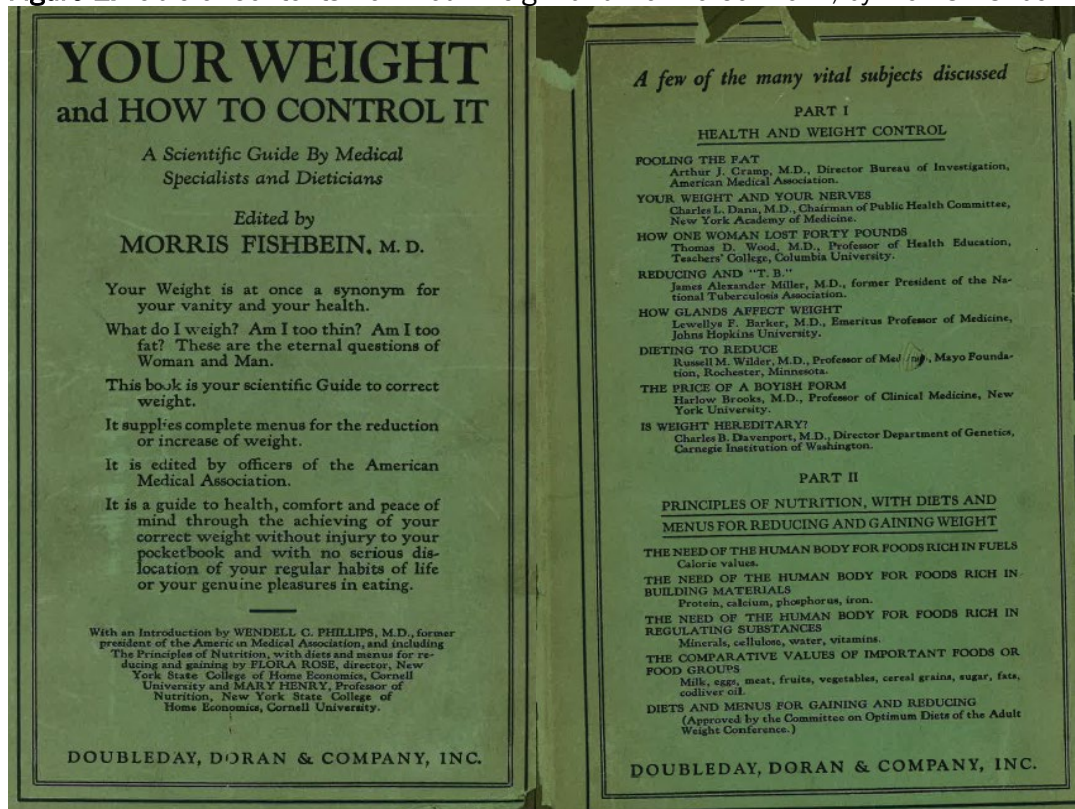 YOUR WEIGHT
and HOW TO CONTROL IT
A Scientific Guide By Medical
Specialists and Dieticians
Edited by
MORRIS FISHBEIN, M. D.
Your Weight is at once a synonym for
your vanity and your health.
What do I weigh? Am I too thin? Am I too
fat? These are the eternal questions of
Woman and Man.
This book is your scientific Guide to correct
weight.
It supplies complete menus for the reduction
or increase of weight.
It is edited by officers of the American
Medical Association.
It is a guide to health, comfort and peace of
mind through the achieving of your
correct weight without injury to your
pocketbook and with no serious dis-
location of your regular habits of life
or your genuine pleasures in eating.
With an Introduction by WENDELL C. PHILLIPS, M.D., former
president of the American Medical Association, and including
The Principles of Nutrition, with diets and menus for re-
ducing and gaining by FLORA ROSE, director, New
York State College of Home Economics, Cornell
University and MARY HENRY, Professor of
Nutrition, New York State College of
Home Economics, Cornell University.
DOUBLEDAY, DORAN & COMPANY, INC.
A few of the many vital subjects discussed
PART I
HEALTH AND WEIGHT CONTROL
FOOLING THE FAT
Arthur J. Cramp, M.D., Director Bureau of Investigation,
American Medical Association.
YOUR WEIGHT AND YOUR NERVES
Charles L. Dana, M.D., Chairman of Public Health Committee,
New York Academy of Medicine.
HOW ONE WOMAN LOST FORTY POUNDS
Thomas D. Wood, M.D., Professor of Health Education,
Teachers' College, Columbia University.
REDUCING AND "T. B."
James Alexander Miller, M.D., former President of the Na-
tional Tuberculosis Association.
HOW GLANDS AFFECT WEIGHT
Lewellys F. Barker, M.D., Emeritus Professor of Medicine,
Johns Hopkins University.
DIETING TO REDUCE
Russell M. Wilder, M.D., Professor of Mayo Founda-
tion, Rochester, Minnesota.
THE PRICE OF A BOYISH FORM
Harlow Brooks, M.D., Professor of Clinical Medicine, New
York University.
IS WEIGHT HEREDITARY?
Charles B. Davenport, M.D., Director Department of Genetics,
Carnegie Institution of Washington.
PART II
PRINCIPLES OF NUTRITION, WITH DIETS AND
MENUS FOR REDUCING AND GAINING WEIGHT
THE NEED OF THE HUMAN BODY FOR FOODS RICH IN FUELS
Calorie values.
THE NEED OF THE HUMAN BODY FOR FOODS RICH IN
BUILDING MATERIALS
Protein, calcium, phosphorus, iron.
THE NEED OF THE HUMAN BODY FOR FOODS RICH IN
REGULATING SUBSTANCES
Minerals, cellulose, water, vitamins.
THE COMPARATIVE VALUES OF IMPORTANT FOODS OR
FOOD GROUPS
Milk, eggs, meat, fruits, vegetables, cereal grains, sugar, fats,
codliver oil.
DIETS AND MENUS FOR GAINING AND REDUCING
(Approved by the Committee on Optimum Diets of the Adult
Weight Conference.)
DOUBLEDAY, DORAN & COMPANY, INC.